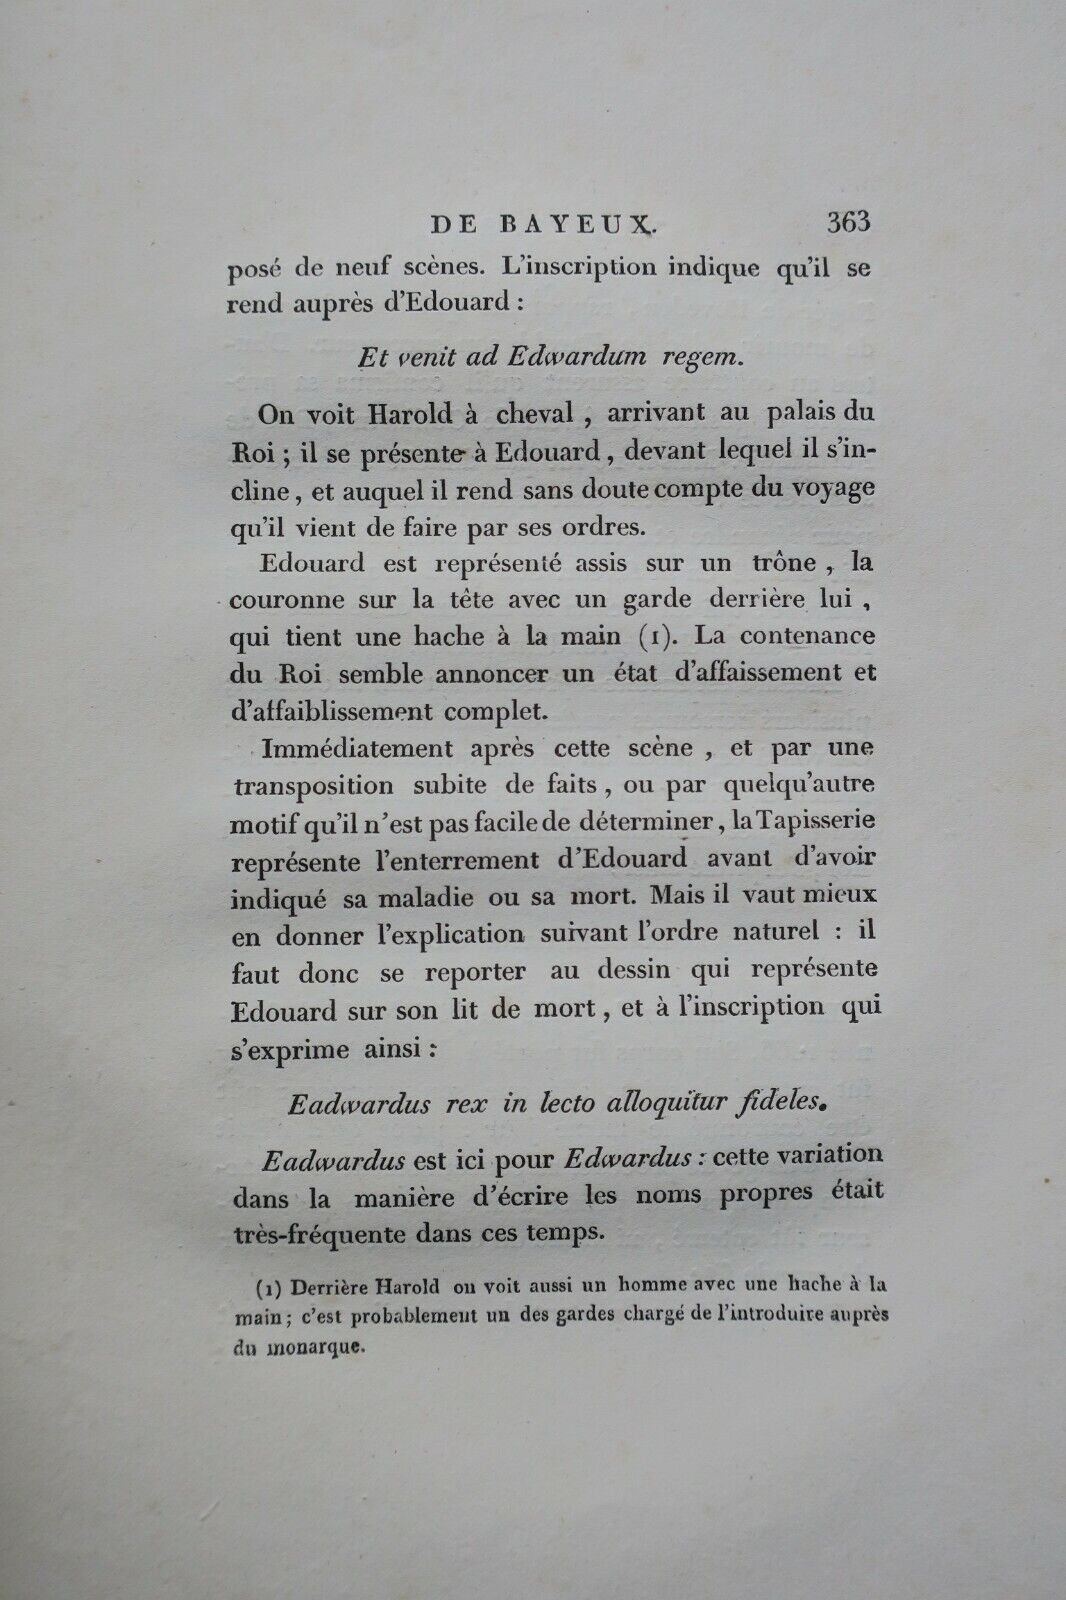 DE BAYEUX. 363
posé de neuf scènes. L'inscription indique qu'il se
rend auprès d'Edouard :
Et venit ad Edwardum regem.
On voit Harold à cheval , arrivant au palais du
Roi ; il se présente à Edouard , devant lequel il s'in-
cline , et auquel il rend sans doute compte du voyage
qu'il vient de faire par ses ordres.
Edouard est représenté assis sur un trône , la
couronne sur la tête avec un garde derrière lui ,
qui tient une hache à la main (1). La contenance
du Roi semble annoncer un état d'affaissement et
d'affaiblissement complet.
Immédiatement après cette scène , et par une
transposition subite de faits , ou par quelqu'autre
motif qu'il n'est pas facile de déterminer , la Tapisserie
représente l'enterrement d'Edouard avant d'avoir
indiqué sa maladie ou sa mort. Mais il vaut mieux
en donner l'explication suivant l'ordre naturel : il
faut donc se reporter au dessin qui représente
Edouard sur son lit de mort , et à l'inscription qui
s'exprime ainsi :
Eadwardus rex in lecto alloquitur fideles.
Eadwardus est ici pour Edwardus : cette variation
dans la manière d'écrire les noms propres était
très-fréquente dans ces temps.
(1) Derrière Harold on voit aussi un homme avec une hache à la
main ; c'est probablement un des gardes chargé de l'introduire auprès
du monarque.